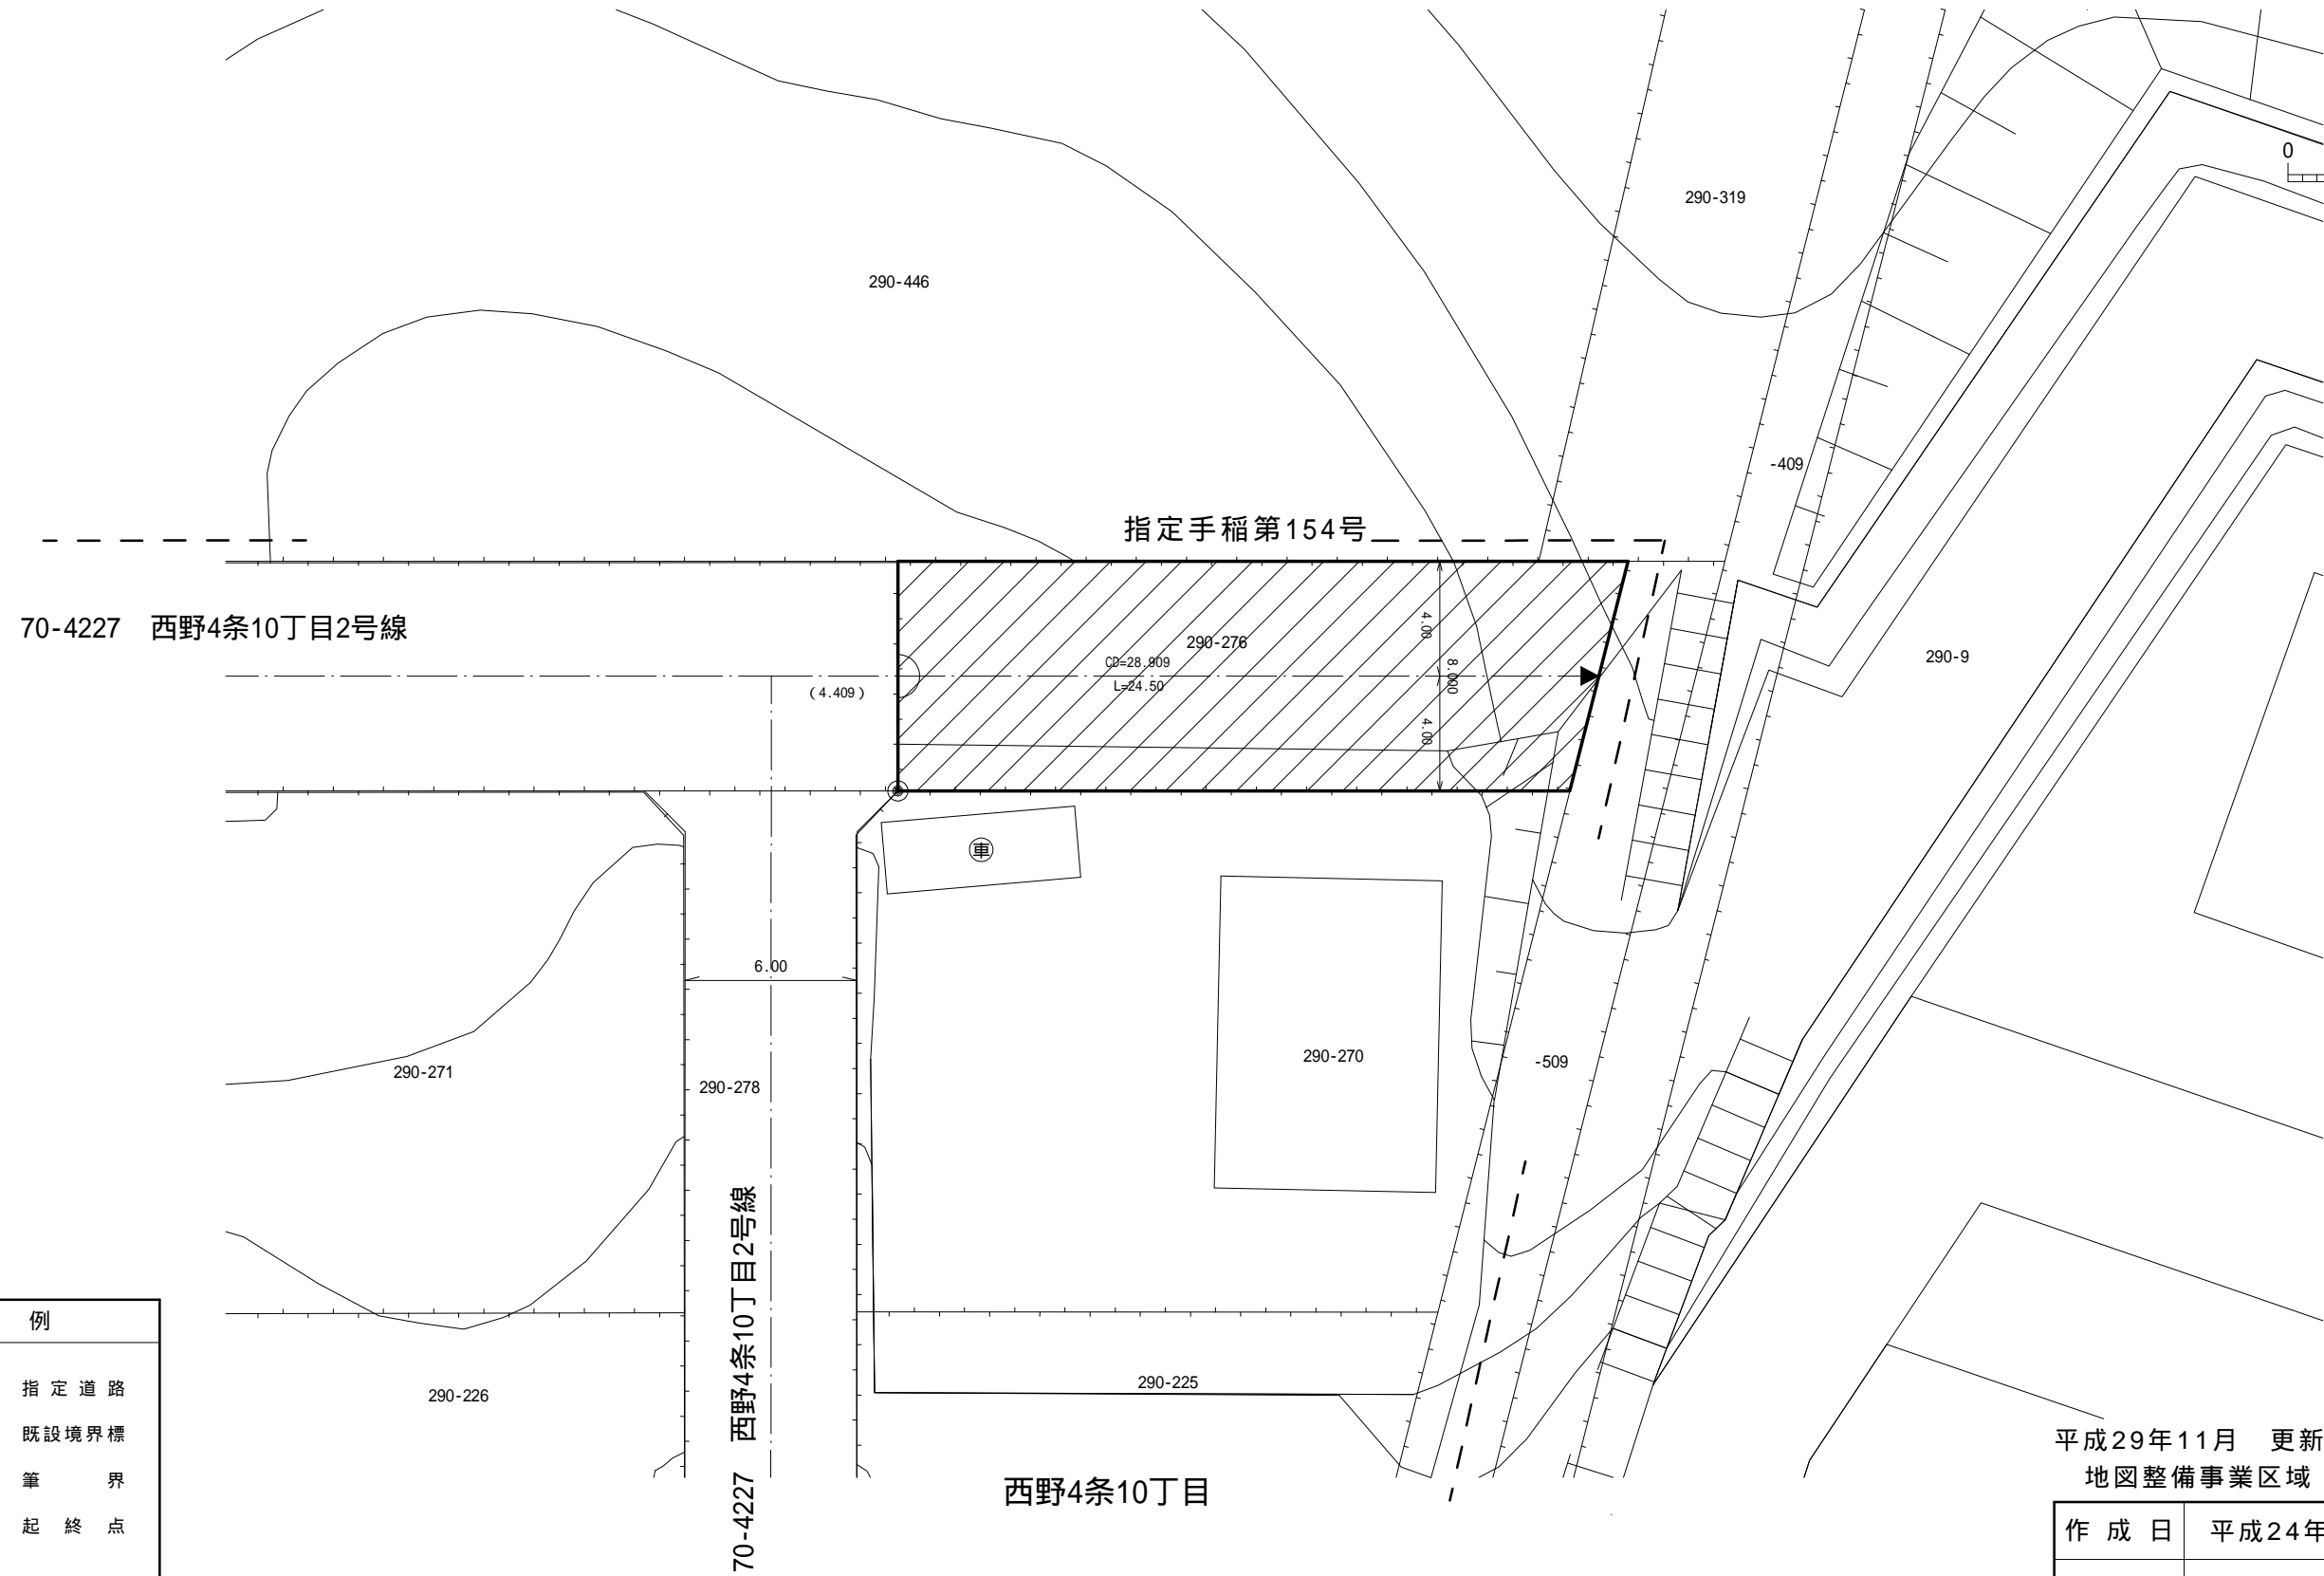 0
290-319
290-446
-409
指定手稲第154号
70-4227 西野4条10丁目2号線
290-276
4.00
CD=28.909
8.000
290-9
(4.409)
L=24.50
4.00
車
6.00
290-271
290-278
290-270
-509
70-4227 西野4条10丁目2号線
例
指定道路
既設境界標
筆界
起終点
290-226
290-225
西野4条10丁目
平成29年11月 更新
地図整備事業区域
作成日 平成24年